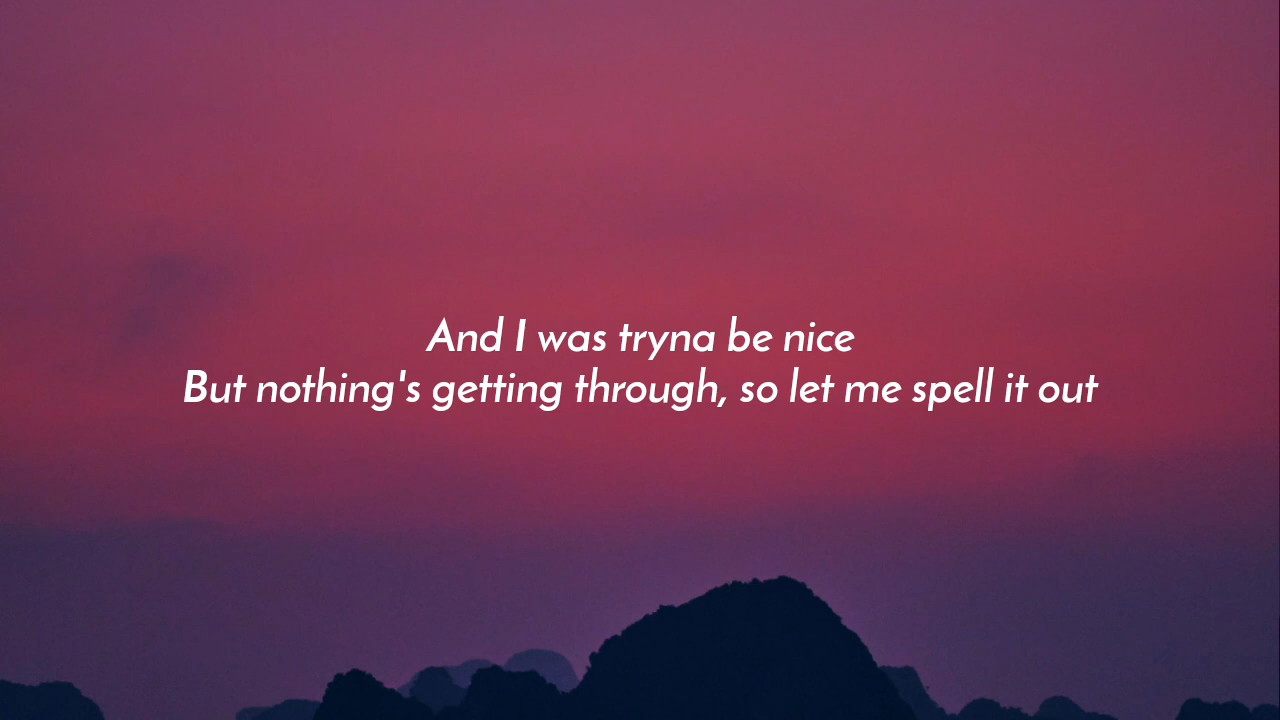 And I was tryna be nice
But nothing's getting through, so let me spell it out